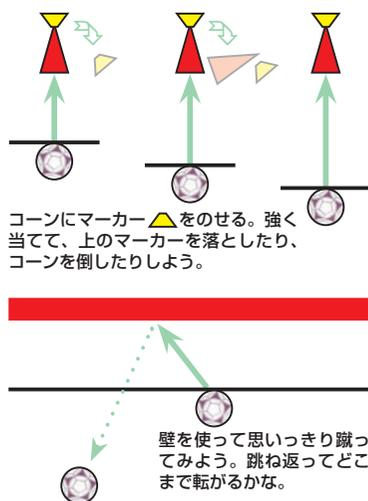 コーンにマーカー をのせる。強く
当てて、上のマーカーを落としたり、
コーンを倒したりしよう。
壁を使って思いっきり蹴っ
てみよう。跳ね返ってどこ
まで転がるかな。